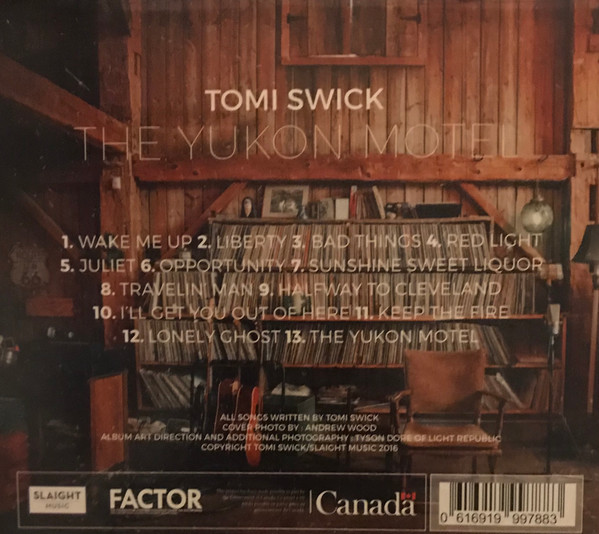 TOMI SWICK
THE YUKON MOTEL
1. WAKE ME UP 2. LIBERTY 3. BAD THINGS 4. RED LIGHT
5. JULIET 6. OPPORTUNITY 7. SUNSHINE SWEET LIQUOR
8. TRAVELIN' MAN 9. HALFWAY TO CLEVELAND
10. I'LL GET YOU OUT OF HERE 11. KEEP THE FIRE
12. LONELY GHOST 13. THE YUKON MOTEL
ALL SONGS WRITTEN BY TOMI SWICK
COVER PHOTO BY : ANDREW WOOD
ALBUM ART DIRECTION AND ADDITIONAL PHOTOGRAPHY : TYSON DORE OF LIGHT REPUBLIC
COPYRIGHT TOMI SWICK/SLAIGHT MUSIC 2016
SLAIGHT
MUSIC
FACTOR
Canada
0 616919 997883